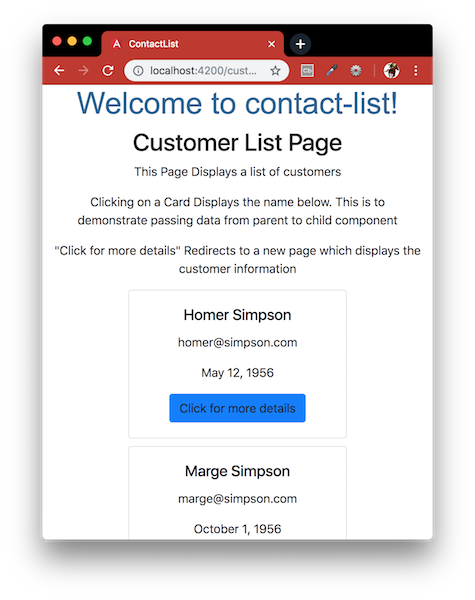 ContactList
localhost:4200/cust...
Welcome to contact-list!
Customer List Page
This Page Displays a list of customers
Clicking on a Card Displays the name below. This is to
demonstrate passing data from parent to child component
"Click for more details" Redirects to a new page which displays the
customer information
Homer Simpson
homer@simpson.com
May 12, 1956
Click for more details
Marge Simpson
marge@simpson.com
October 1, 1956